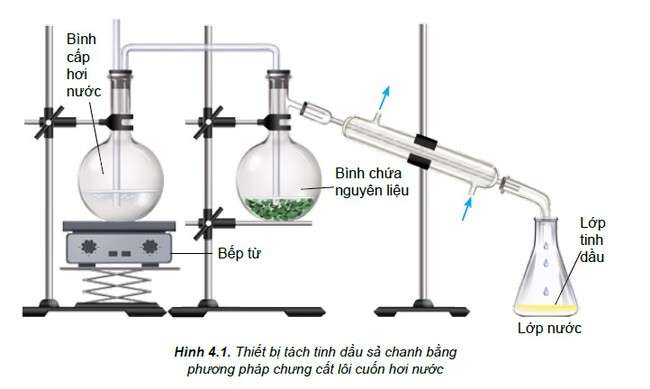 Bình
cấp
hơi
nước
Bình chứa
nguyên liệu
Bếp từ
Lớp
tinh
dầu
Lớp nước
Hình 4.1. Thiết bị tách tinh dầu sả chanh bằng
phương pháp chưng cất lôi cuốn hơi nước